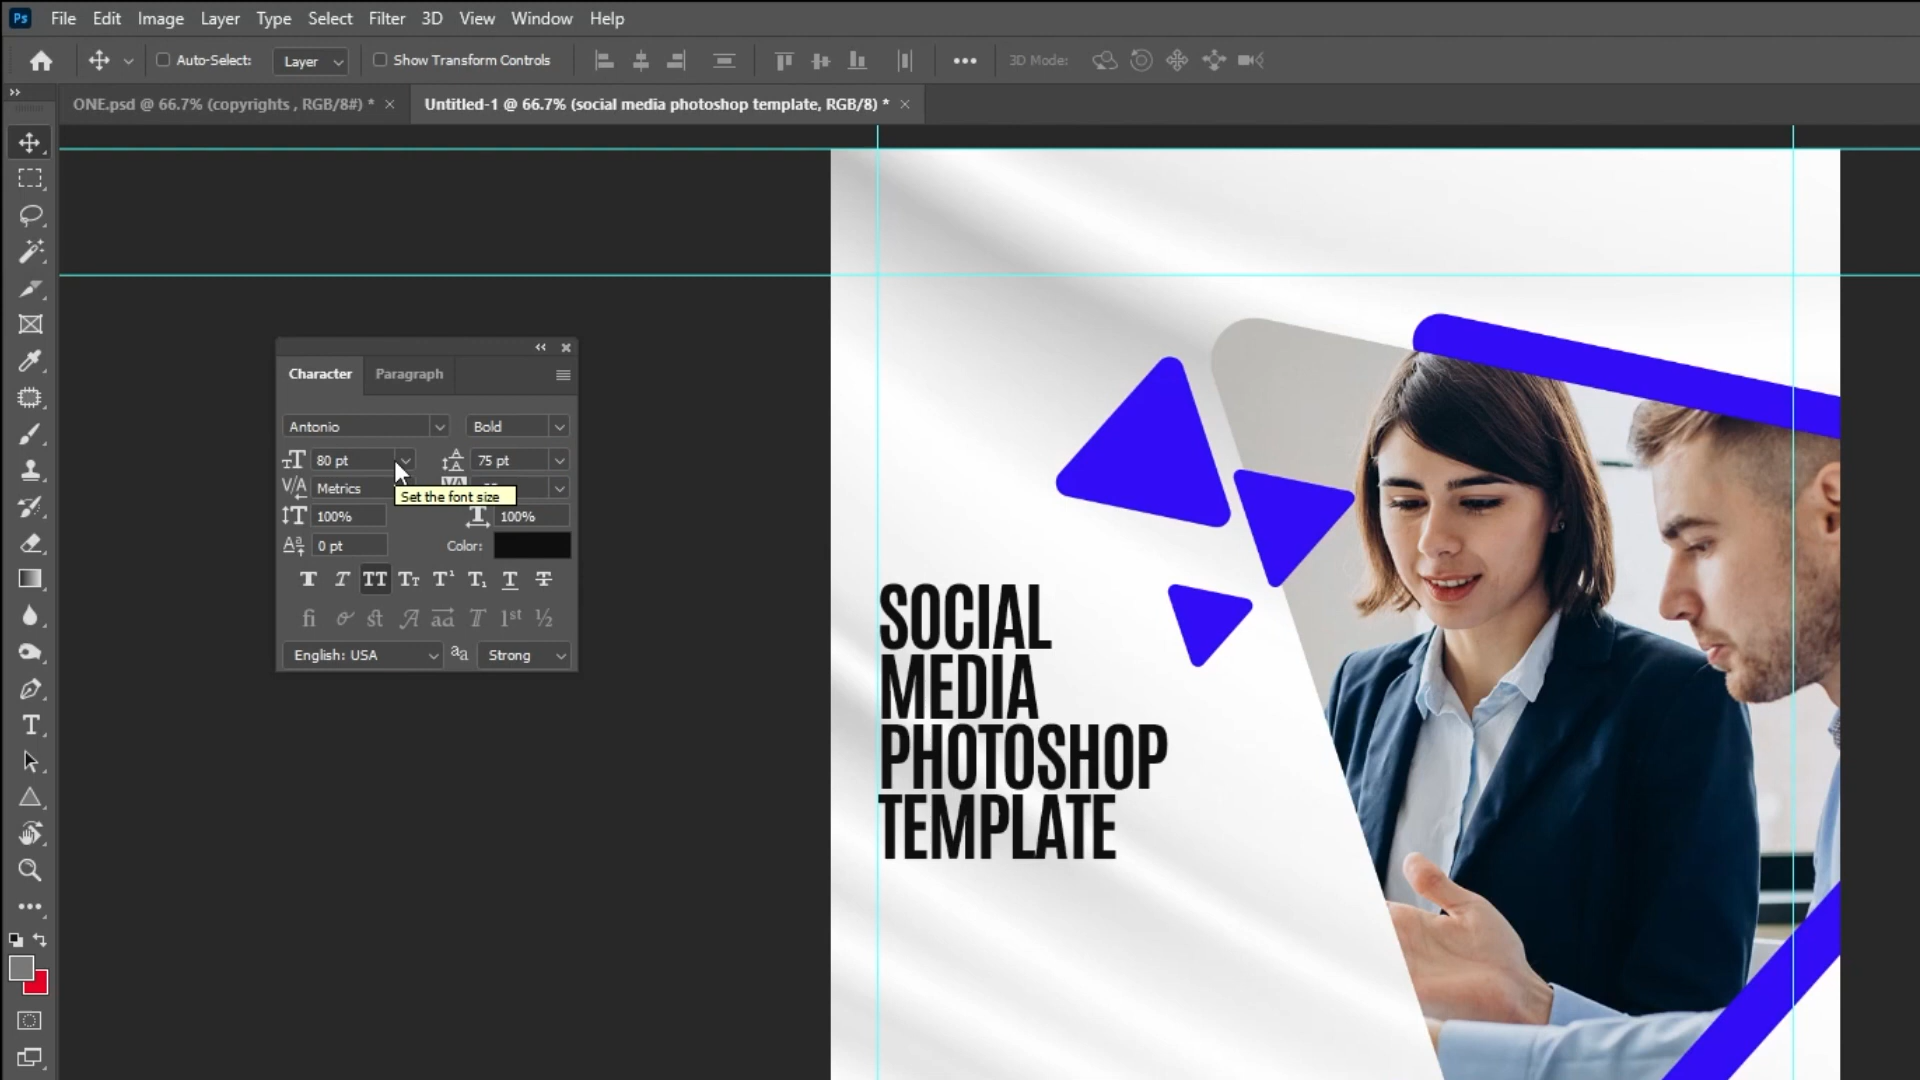 Ps File Edit Image Layer Type Select Filter 3D View Window Help
Auto-Select: Layer Show Transform Controls 3D Mode:
ONE.psd @ 66.7% (copyrights , RGB/8#) * Untitled-1 @ 66.7% (social media photoshop template, RGB/8) *
Character Paragraph
Antonio Bold
80 pt 75 pt
Metrics
Set the font size
100% 100%
0 pt Color:
English: USA Strong
SOCIAL
MEDIA
PHOTOSHOP
TEMPLATE